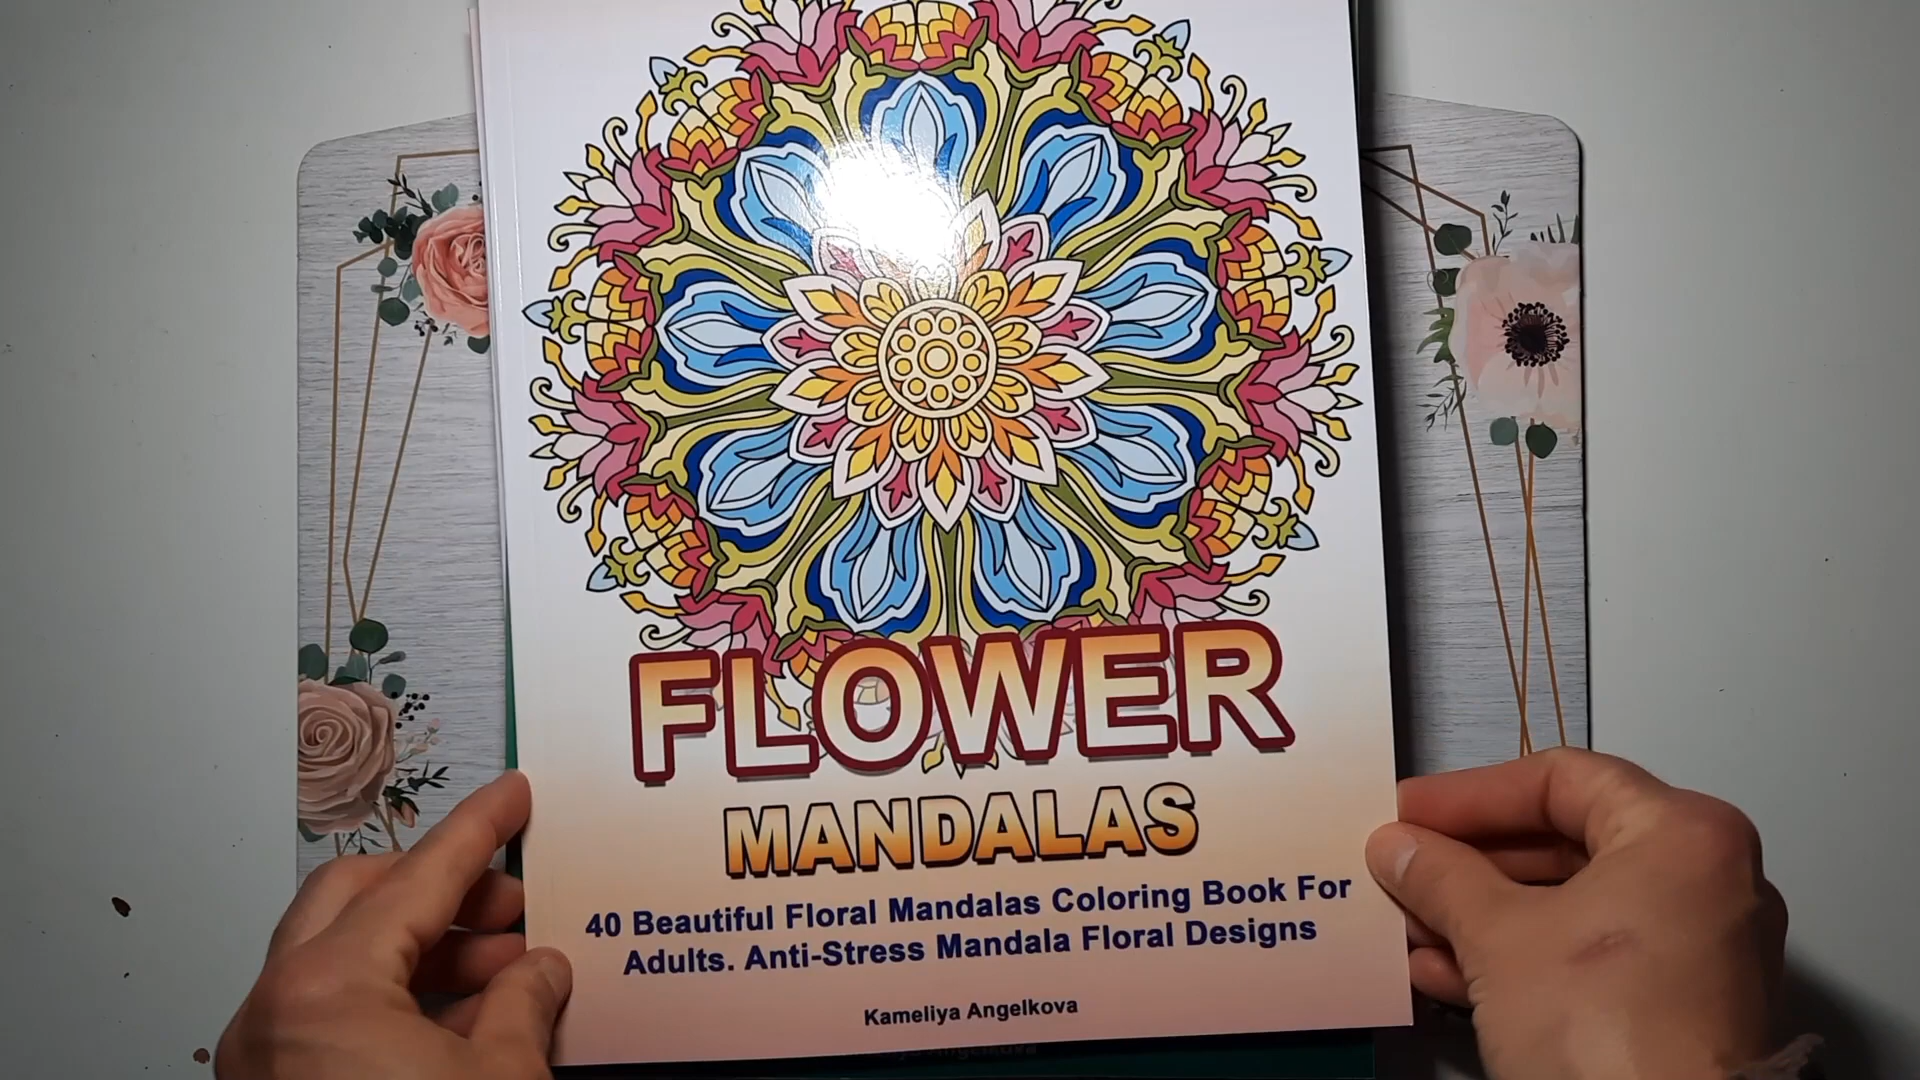 FLOWER
MANDALAS
40 Beautiful Floral Mandalas Coloring Book For
Adults. Anti-Stress Mandala Floral Designs
Kameliya Angelkova